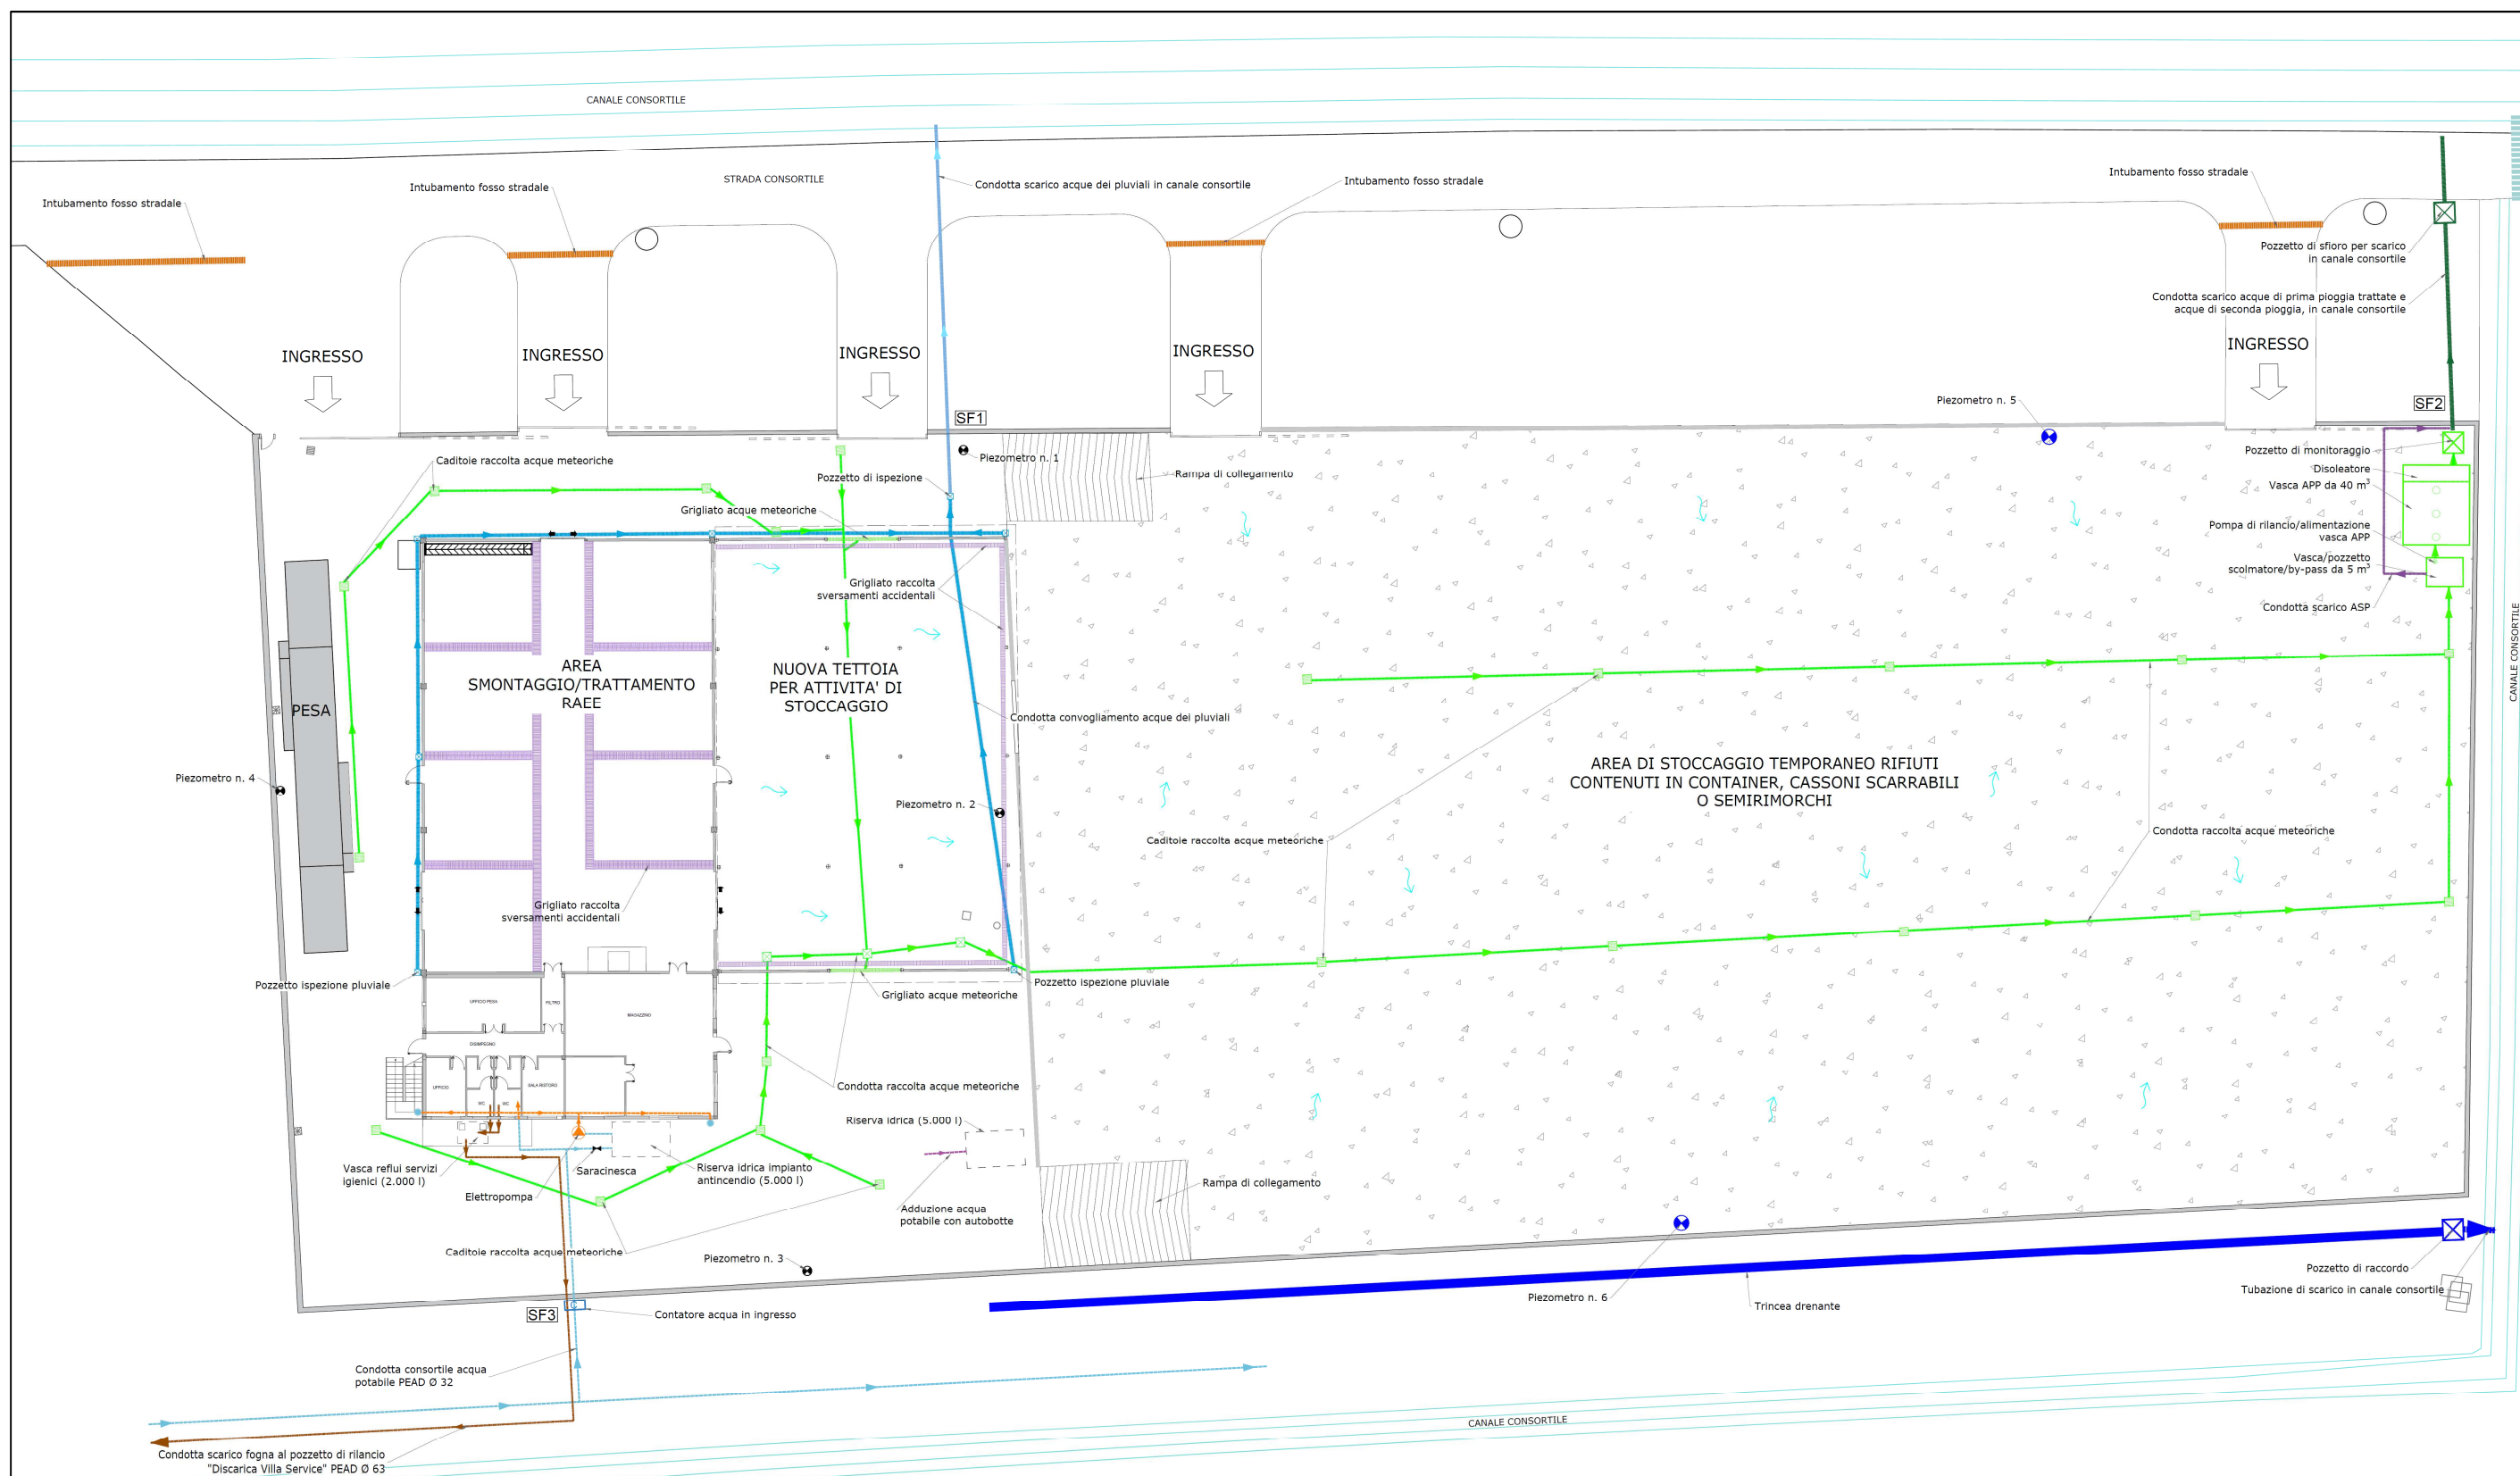 CANALE CONSORTILE
STRADA CONSORTILE
Intubamento fosso stradale
Intubamento fosso stradale
Condotta scarico acque dei pluviali in canale consortile
Intubamento fosso stradale
Intubamento fosso stradale
Pozzetto di sfioro per scarico
in canale consortile
Condotta scarico acque di prima pioggia trattate e
acque di seconda pioggia, in canale consortile
INGRESSO
INGRESSO
INGRESSO
INGRESSO
INGRESSO
SF1
Piezometro n. 5
SF2
Caditoie raccolta acque meteoriche
Piezometro n. 1
Pozzetto di ispezione
Rampa di collegamento
Grigliato acque meteoriche
Pozzetto di monitoraggio
Disoleatore
Vasca APP da 40 m³
Pompa di rilancio/alimentazione
vasca APP
Vasca/pozzetto
scolmatore/by-pass da 5 m³
Condotta scarico ASP
CANALE CONSORTILE
Grigliato raccolta
sversamenti accidentali
AREA
SMONTAGGIO/TRATTAMENTO
RAEE
NUOVA TETTOIA
PER ATTIVITA' DI
STOCCAGGIO
PESA
Condotta convogliamento acque dei pluviali
Piezometro n. 4
Piezometro n. 2
AREA DI STOCCAGGIO TEMPORANEO RIFIUTI
CONTENUTI IN CONTAINER, CASSONI SCARRABILI
O SEMIRIMORCHI
Caditoie raccolta acque meteoriche
Condotta raccolta acque meteoriche
Grigliato raccolta
sversamenti accidentali
Pozzetto ispezione pluviale
Grigliato acque meteoriche
Pozzetto ispezione pluviale
UFFICIO PESA
FILTRO
MAGAZZINO
DISIMPEGNO
UFFICIO
WC
WC
SALA RISTORO
Condotta raccolta acque meteoriche
Riserva idrica (5.000 l)
Vasca reflui servizi
igienici (2.000 l)
Saracinesca
Elettropompa
Riserva idrica impianto
antincendio (5.000 l)
Rampa di collegamento
Adduzione acqua
potabile con autobotte
Caditoie raccolta acque meteoriche
Piezometro n. 3
SF3
C
Contatore acqua in ingresso
Piezometro n. 6
Trincea drenante
Pozzetto di raccordo
Tubazione di scarico in canale consortile
Condotta consortile acqua
potabile PEAD Ø 32
CANALE CONSORTILE
Condotta scarico fogna al pozzetto di rilancio
"Discarica Villa Service" PEAD Ø 63